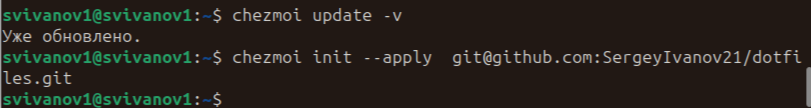 svivanov1@svivanov1:~$ chezmoi update -v
Уже обновлено.
svivanov1@svivanov1:~$ chezmoi init --apply  git@github.com:SergeyIvanov21/dotfi
les.git
svivanov1@svivanov1:~$